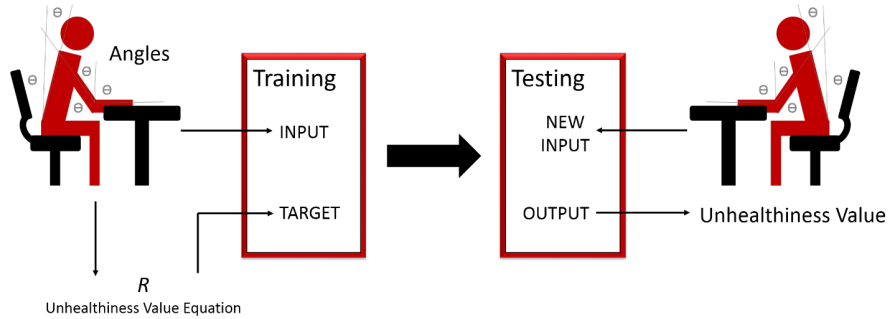 θ
θ
Angles
θ
θ
θ
θ
Training
INPUT
TARGET
R
Unhealthiness Value Equation
Testing
NEW
INPUT
OUTPUT
θ
θ
θ
θ
θ
θ
Unhealthiness Value